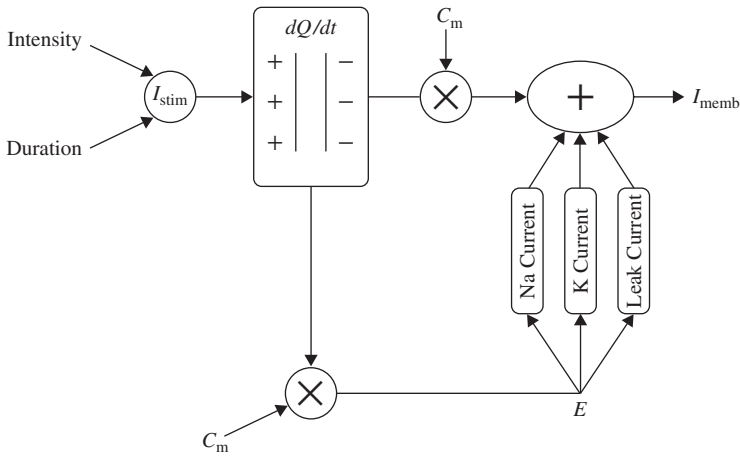 Intensity
Duration
I_stim
dQ/dt
+ −
+ −
+ −
C_m
×
+
I_memb
Na Current
K Current
Leak Current
×
C_m
E